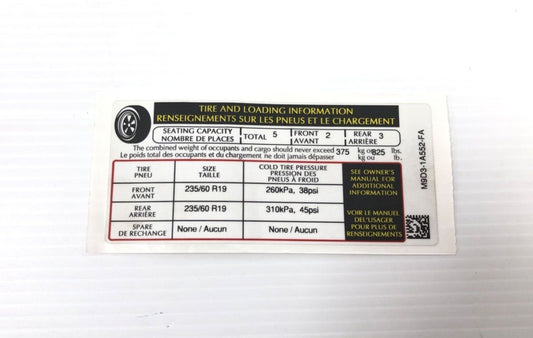 TIRE AND LOADING INFORMATION
RENSEIGNEMENTS SUR LES PNEUS ET LE CHARGEMENT
SEATING CAPACITY
NOMBRE DE PLACES
TOTAL 5
FRONT
AVANT
2
REAR
ARRIÈRE
3
The combined weight of occupants and cargo should never exceed 375 kg or 825 lbs.
Le poids total des occupants et du chargement ne doit jamais dépasser kg ou lb.
TIRE
PNEU
SIZE
TAILLE
COLD TIRE PRESSURE
PRESSION DES
PNEUS À FROID
SEE OWNER'S
MANUAL FOR
ADDITIONAL
INFORMATION
FRONT
AVANT
235/60 R19
260kPa, 38psi
REAR
ARRIÈRE
235/60 R19
310kPa, 45psi
VOIR LE MANUEL
DEL'USAGER
POUR PLUS DE
RENSEIGNEMENTS
SPARE
DE RECHANGE
None / Aucun
None / Aucun
M9D3-1A552-FA